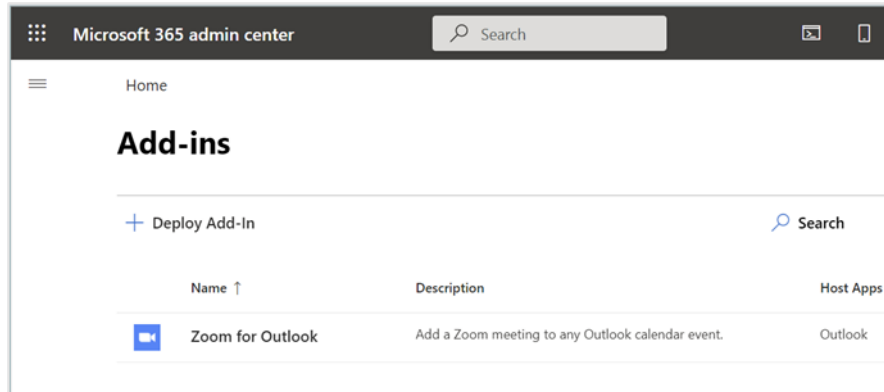 Microsoft 365 admin center
Search
Home
Add-ins
+ Deploy Add-In
Search
Name ↑ Description Host Apps
Zoom for Outlook Add a Zoom meeting to any Outlook calendar event. Outlook